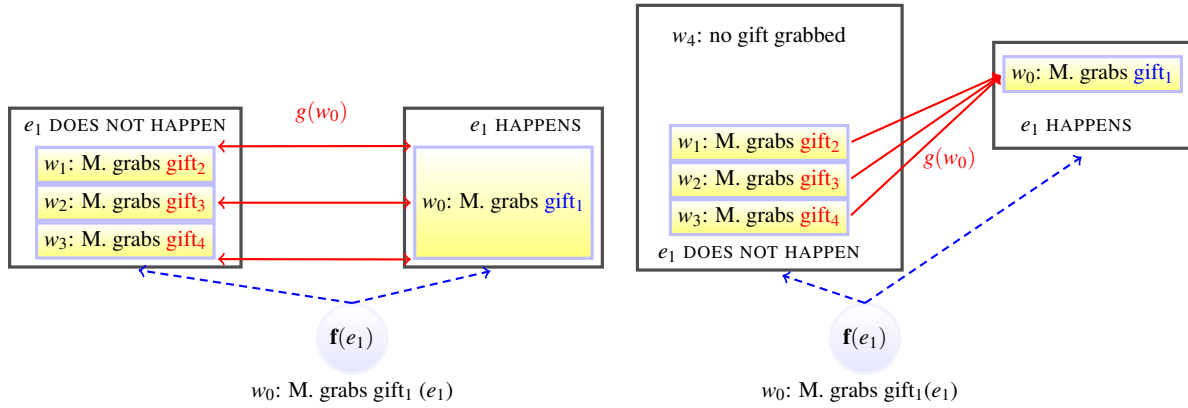 e₁ DOES NOT HAPPEN
w₁: M. grabs gift₂
w₂: M. grabs gift₃
w₃: M. grabs gift₄
g(w₀)
e₁ HAPPENS
w₀: M. grabs gift₁
f(e₁)
w₀: M. grabs gift₁ (e₁)
w₄: no gift grabbed
w₁: M. grabs gift₂
w₂: M. grabs gift₃
w₃: M. grabs gift₄
e₁ DOES NOT HAPPEN
g(w₀)
w₀: M. grabs gift₁
e₁ HAPPENS
f(e₁)
w₀: M. grabs gift₁(e₁)